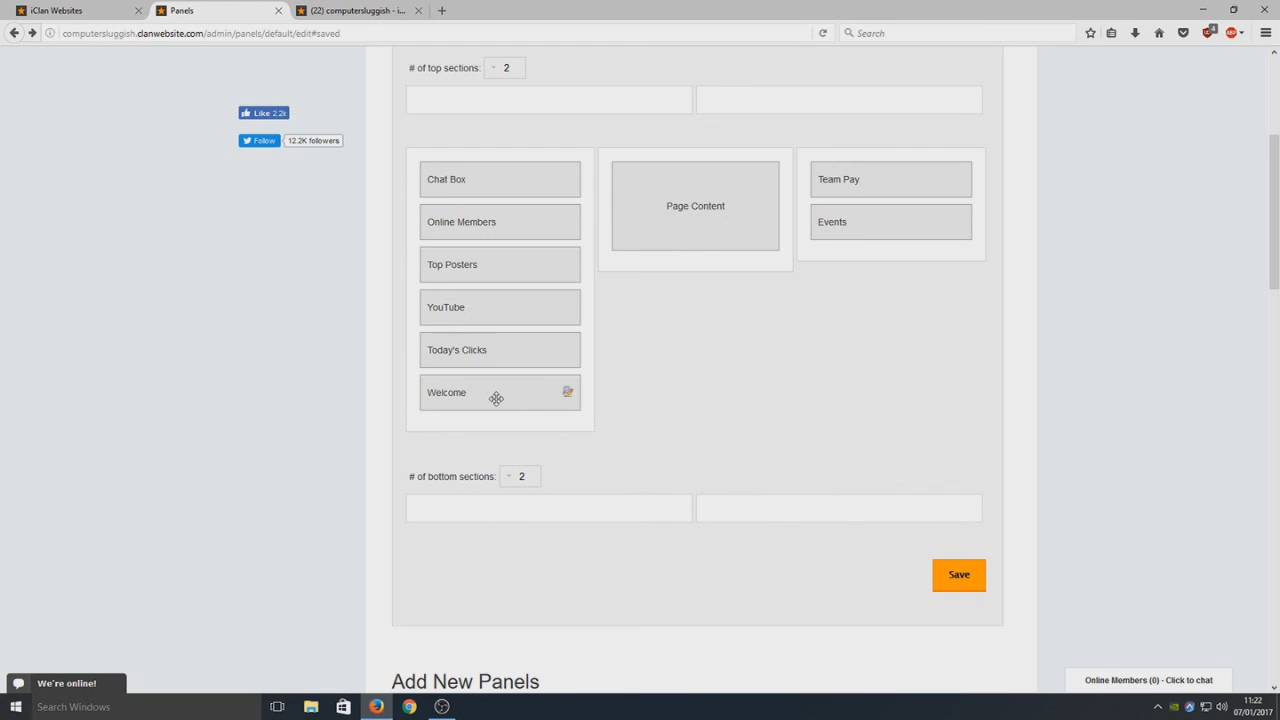 iClan Websites
Panels
(22) computersluggish - i...
computersluggish.clanwebsite.com/admin/panels/default/edit#saved
Search
4
# of top sections: 2
Like 2.2k
Follow 12.2K followers
Chat Box
Online Members
Top Posters
YouTube
Today's Clicks
Welcome
Page Content
Team Pay
Events
# of bottom sections: 2
Save
Add New Panels
We're online!
Online Members (0) - Click to chat
Search Windows
11:22
07/01/2017